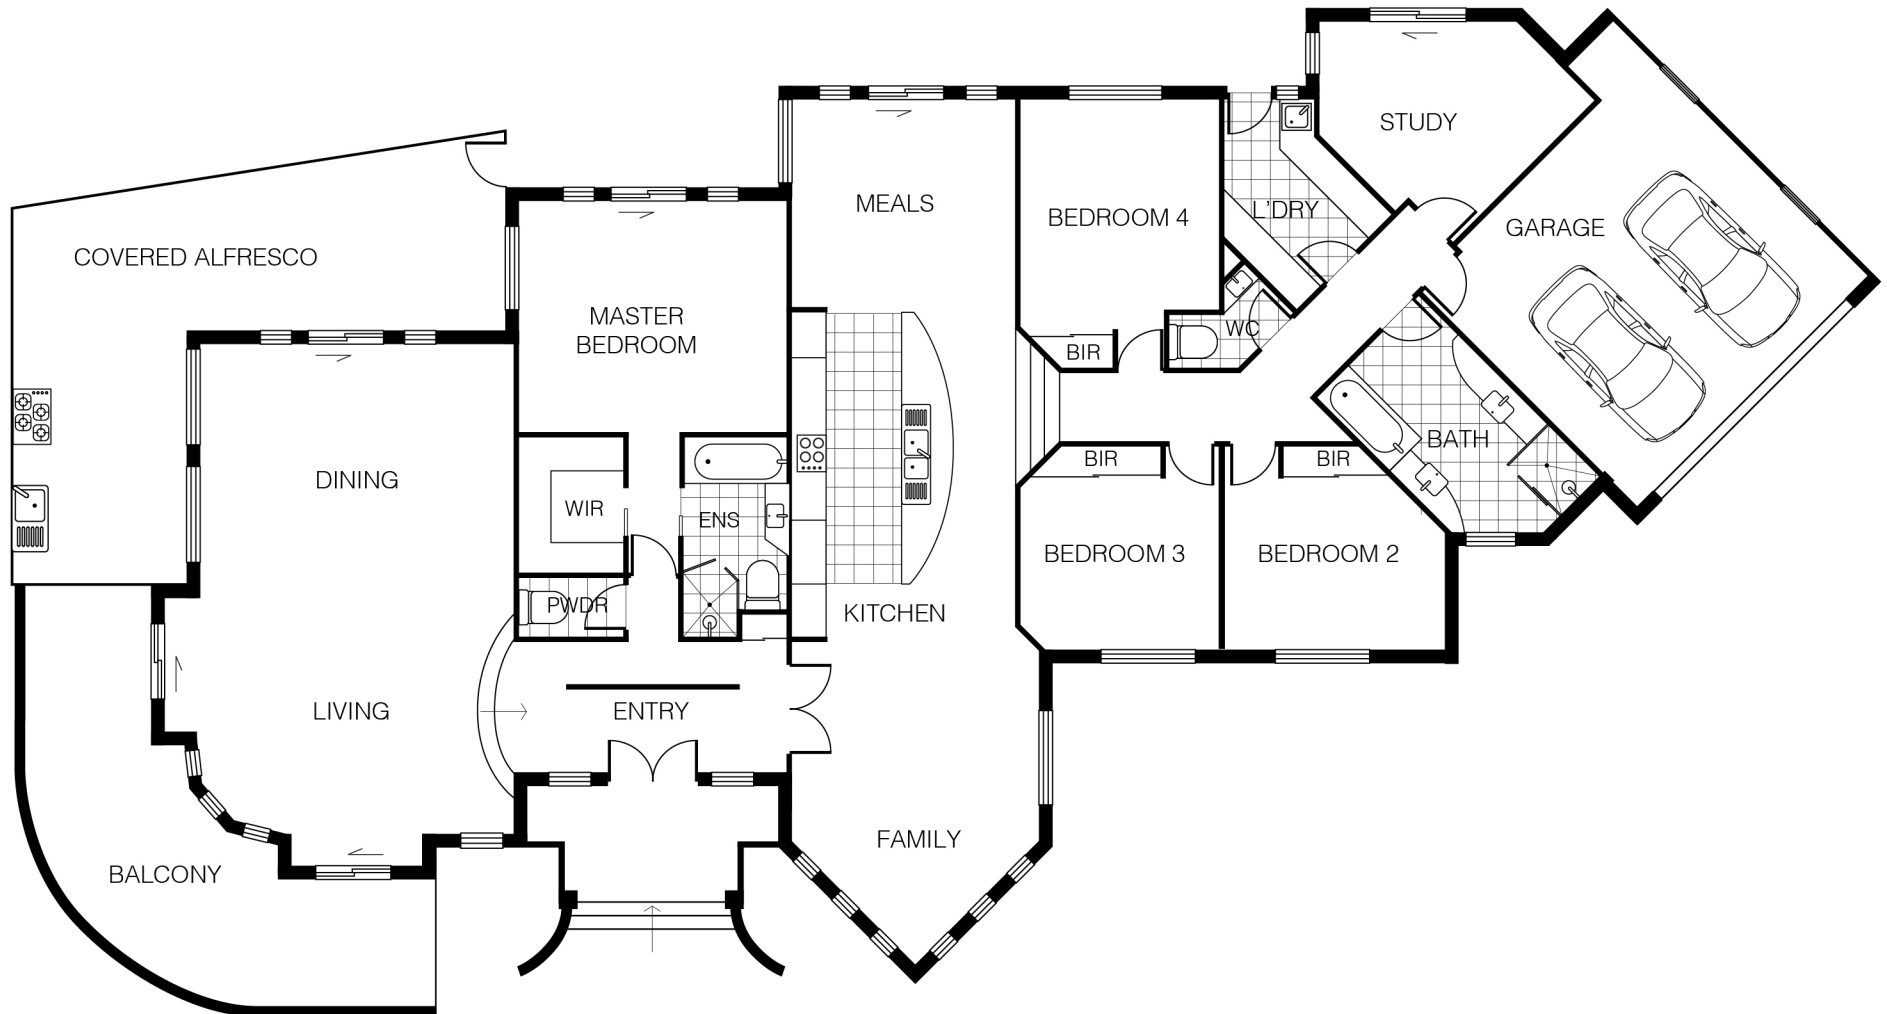 STUDY
MEALS
BEDROOM 4
L'DRY
GARAGE
COVERED ALFRESCO
MASTER
BEDROOM
WC
BIR
DINING
BATH
BIR
BIR
WIR
ENS
BEDROOM 3
BEDROOM 2
PWDR
KITCHEN
LIVING
ENTRY
FAMILY
BALCONY